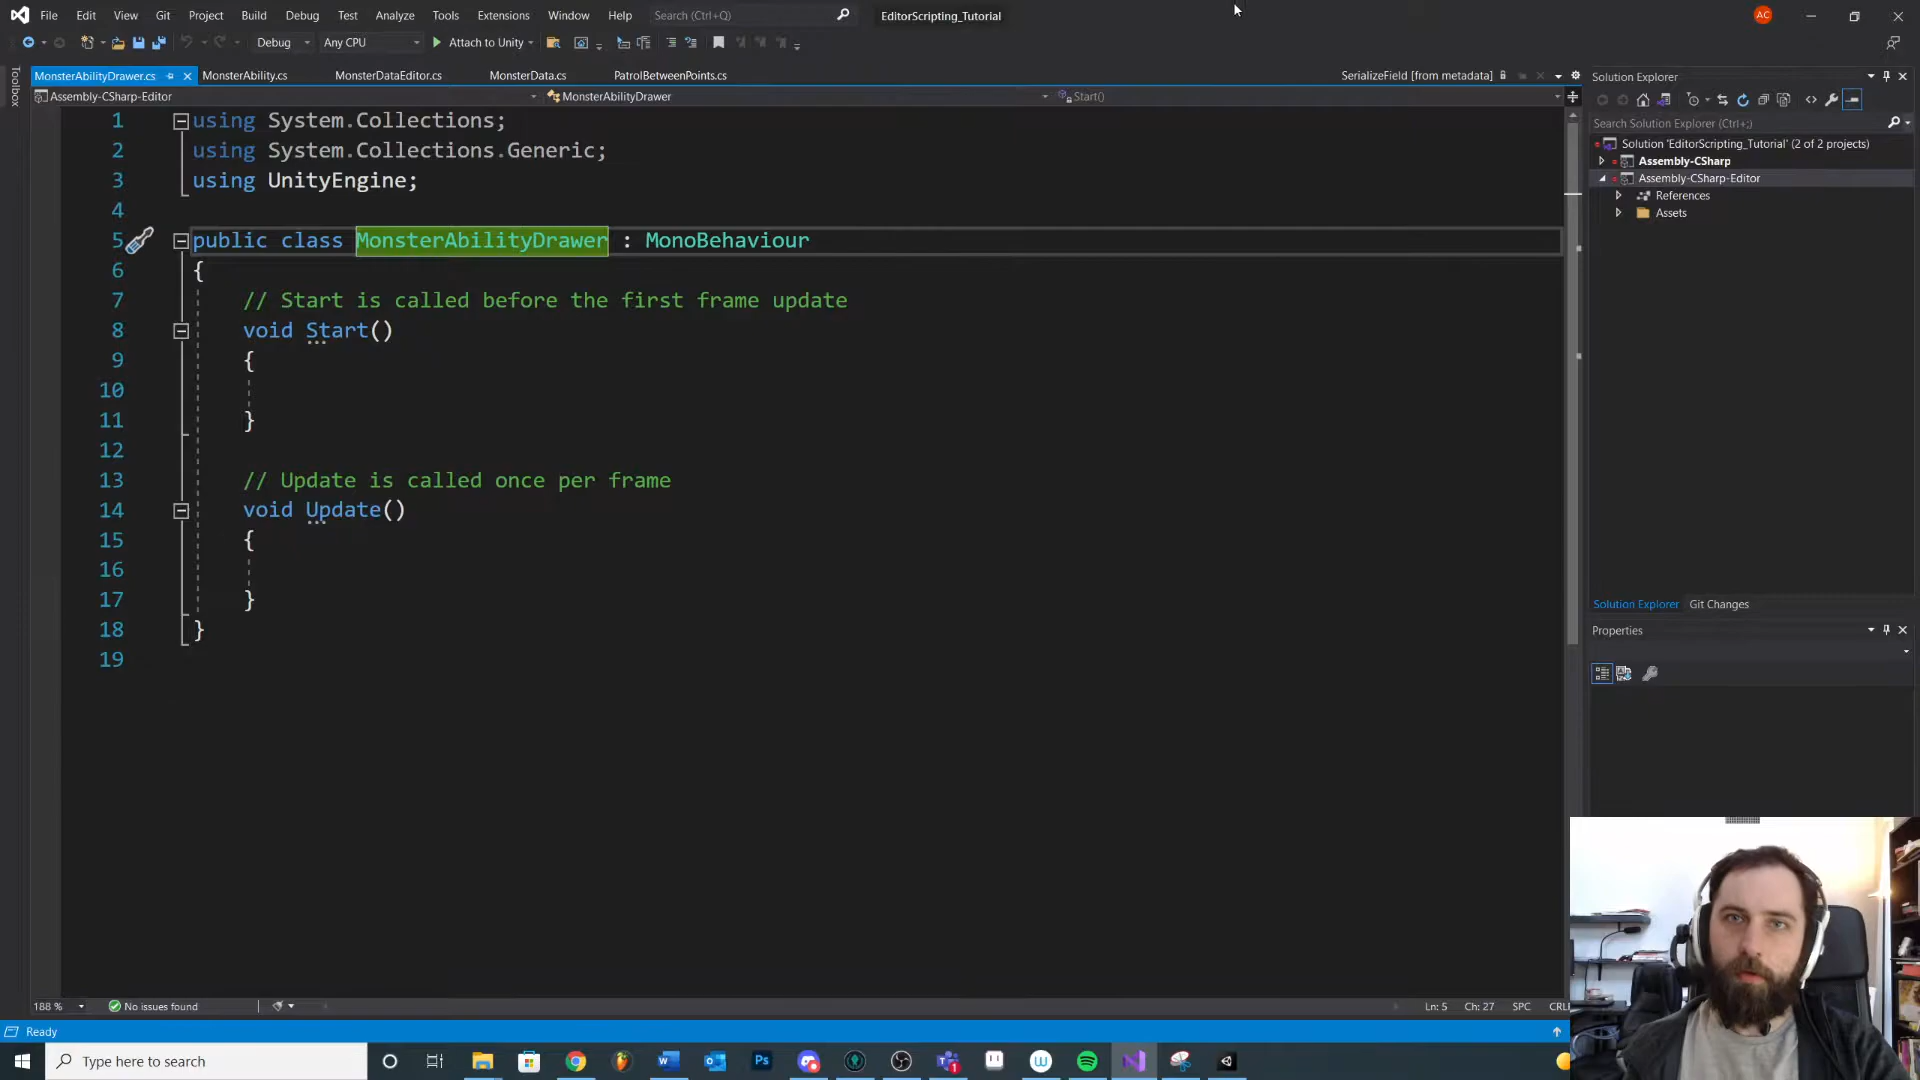 File Edit View Git Project Build Debug Test Analyze Tools Extensions Window Help Search (Ctrl+Q) EditorScripting_Tutorial AC
Debug Any CPU Attach to Unity
Toolbox
MonsterAbilityDrawer.cs MonsterAbility.cs MonsterDataEditor.cs MonsterData.cs PatrolBetweenPoints.cs SerializeField [from metadata]
Assembly-CSharp-Editor MonsterAbilityDrawer Start()
1 using System.Collections;
2 using System.Collections.Generic;
3 using UnityEngine;
4
5 public class MonsterAbilityDrawer : MonoBehaviour
6 {
7 // Start is called before the first frame update
8 void Start()
9 {
10
11 }
12
13 // Update is called once per frame
14 void Update()
15 {
16
17 }
18 }
19
188 % No issues found Ln: 5 Ch: 27 SPC CRL
Ready
Solution Explorer
Search Solution Explorer (Ctrl+;)
Solution 'EditorScripting_Tutorial' (2 of 2 projects)
Assembly-CSharp
Assembly-CSharp-Editor
References
Assets
Solution Explorer Git Changes
Properties
Type here to search